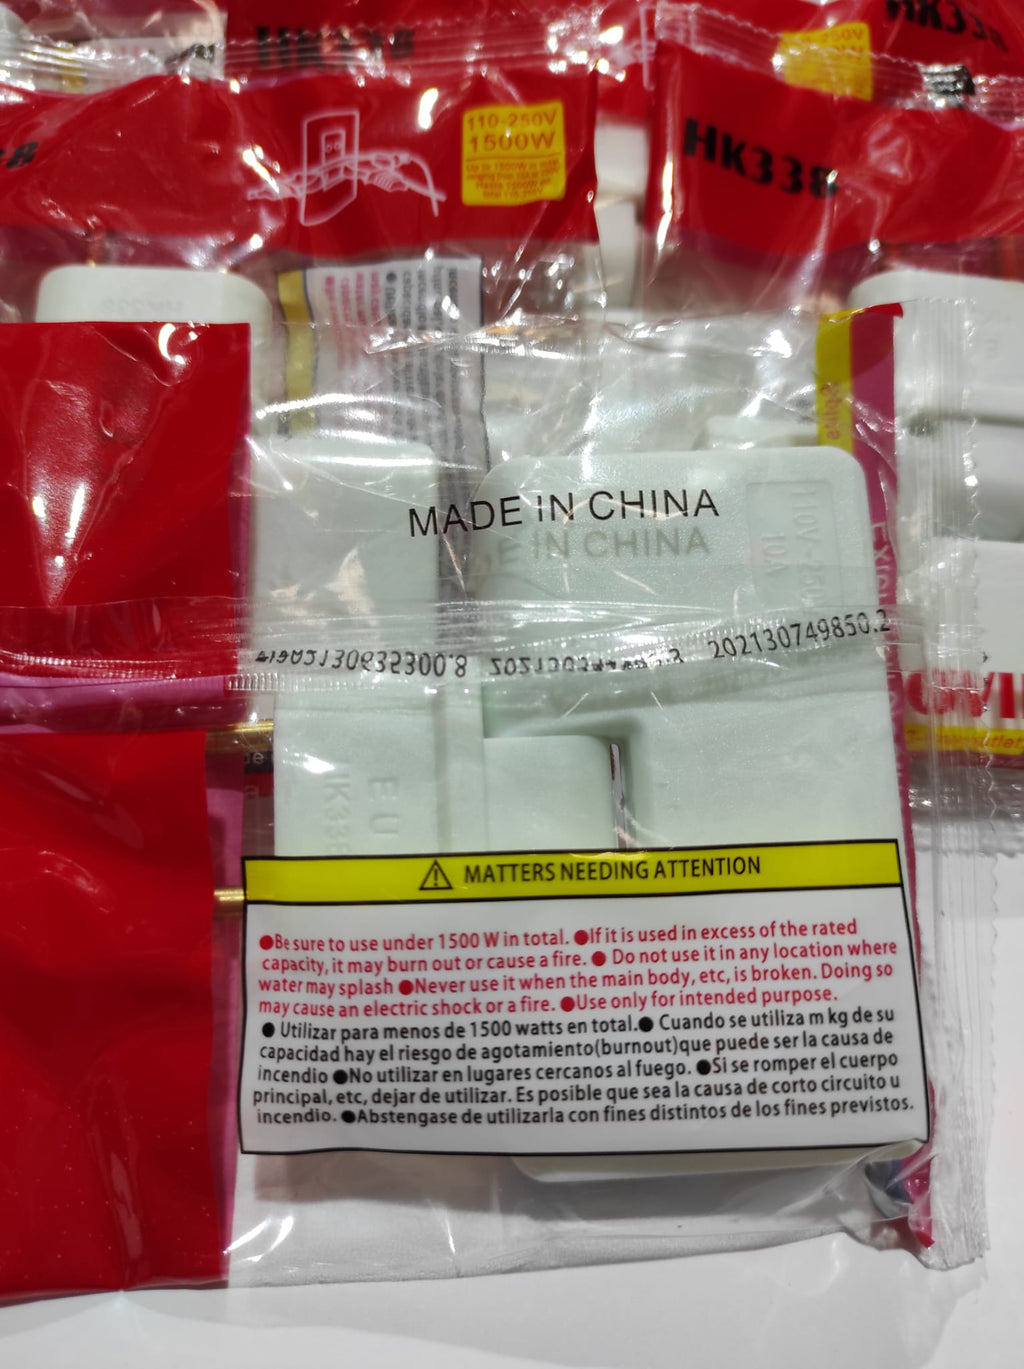 HK338
110-250V
1500W
HK338
MADE IN CHINA
IN CHINA
110V~250
10A
202130749850.2
EU
HK338
⚠ MATTERS NEEDING ATTENTION
●Be sure to use under 1500 W in total. ●If it is used in excess of the rated
capacity, it may burn out or cause a fire. ● Do not use it in any location where
water may splash ●Never use it when the main body, etc, is broken. Doing so
may cause an electric shock or a fire. ●Use only for intended purpose.
● Utilizar para menos de 1500 watts en total.● Cuando se utiliza m kg de su
capacidad hay el riesgo de agotamiento(burnout)que puede ser la causa de
incendio ●No utilizar en lugares cercanos al fuego. ●Si se romper el cuerpo
principal, etc, dejar de utilizar. Es posible que sea la causa de corto circuito u
incendio. ●Abstengase de utilizarla con fines distintos de los fines previstos.